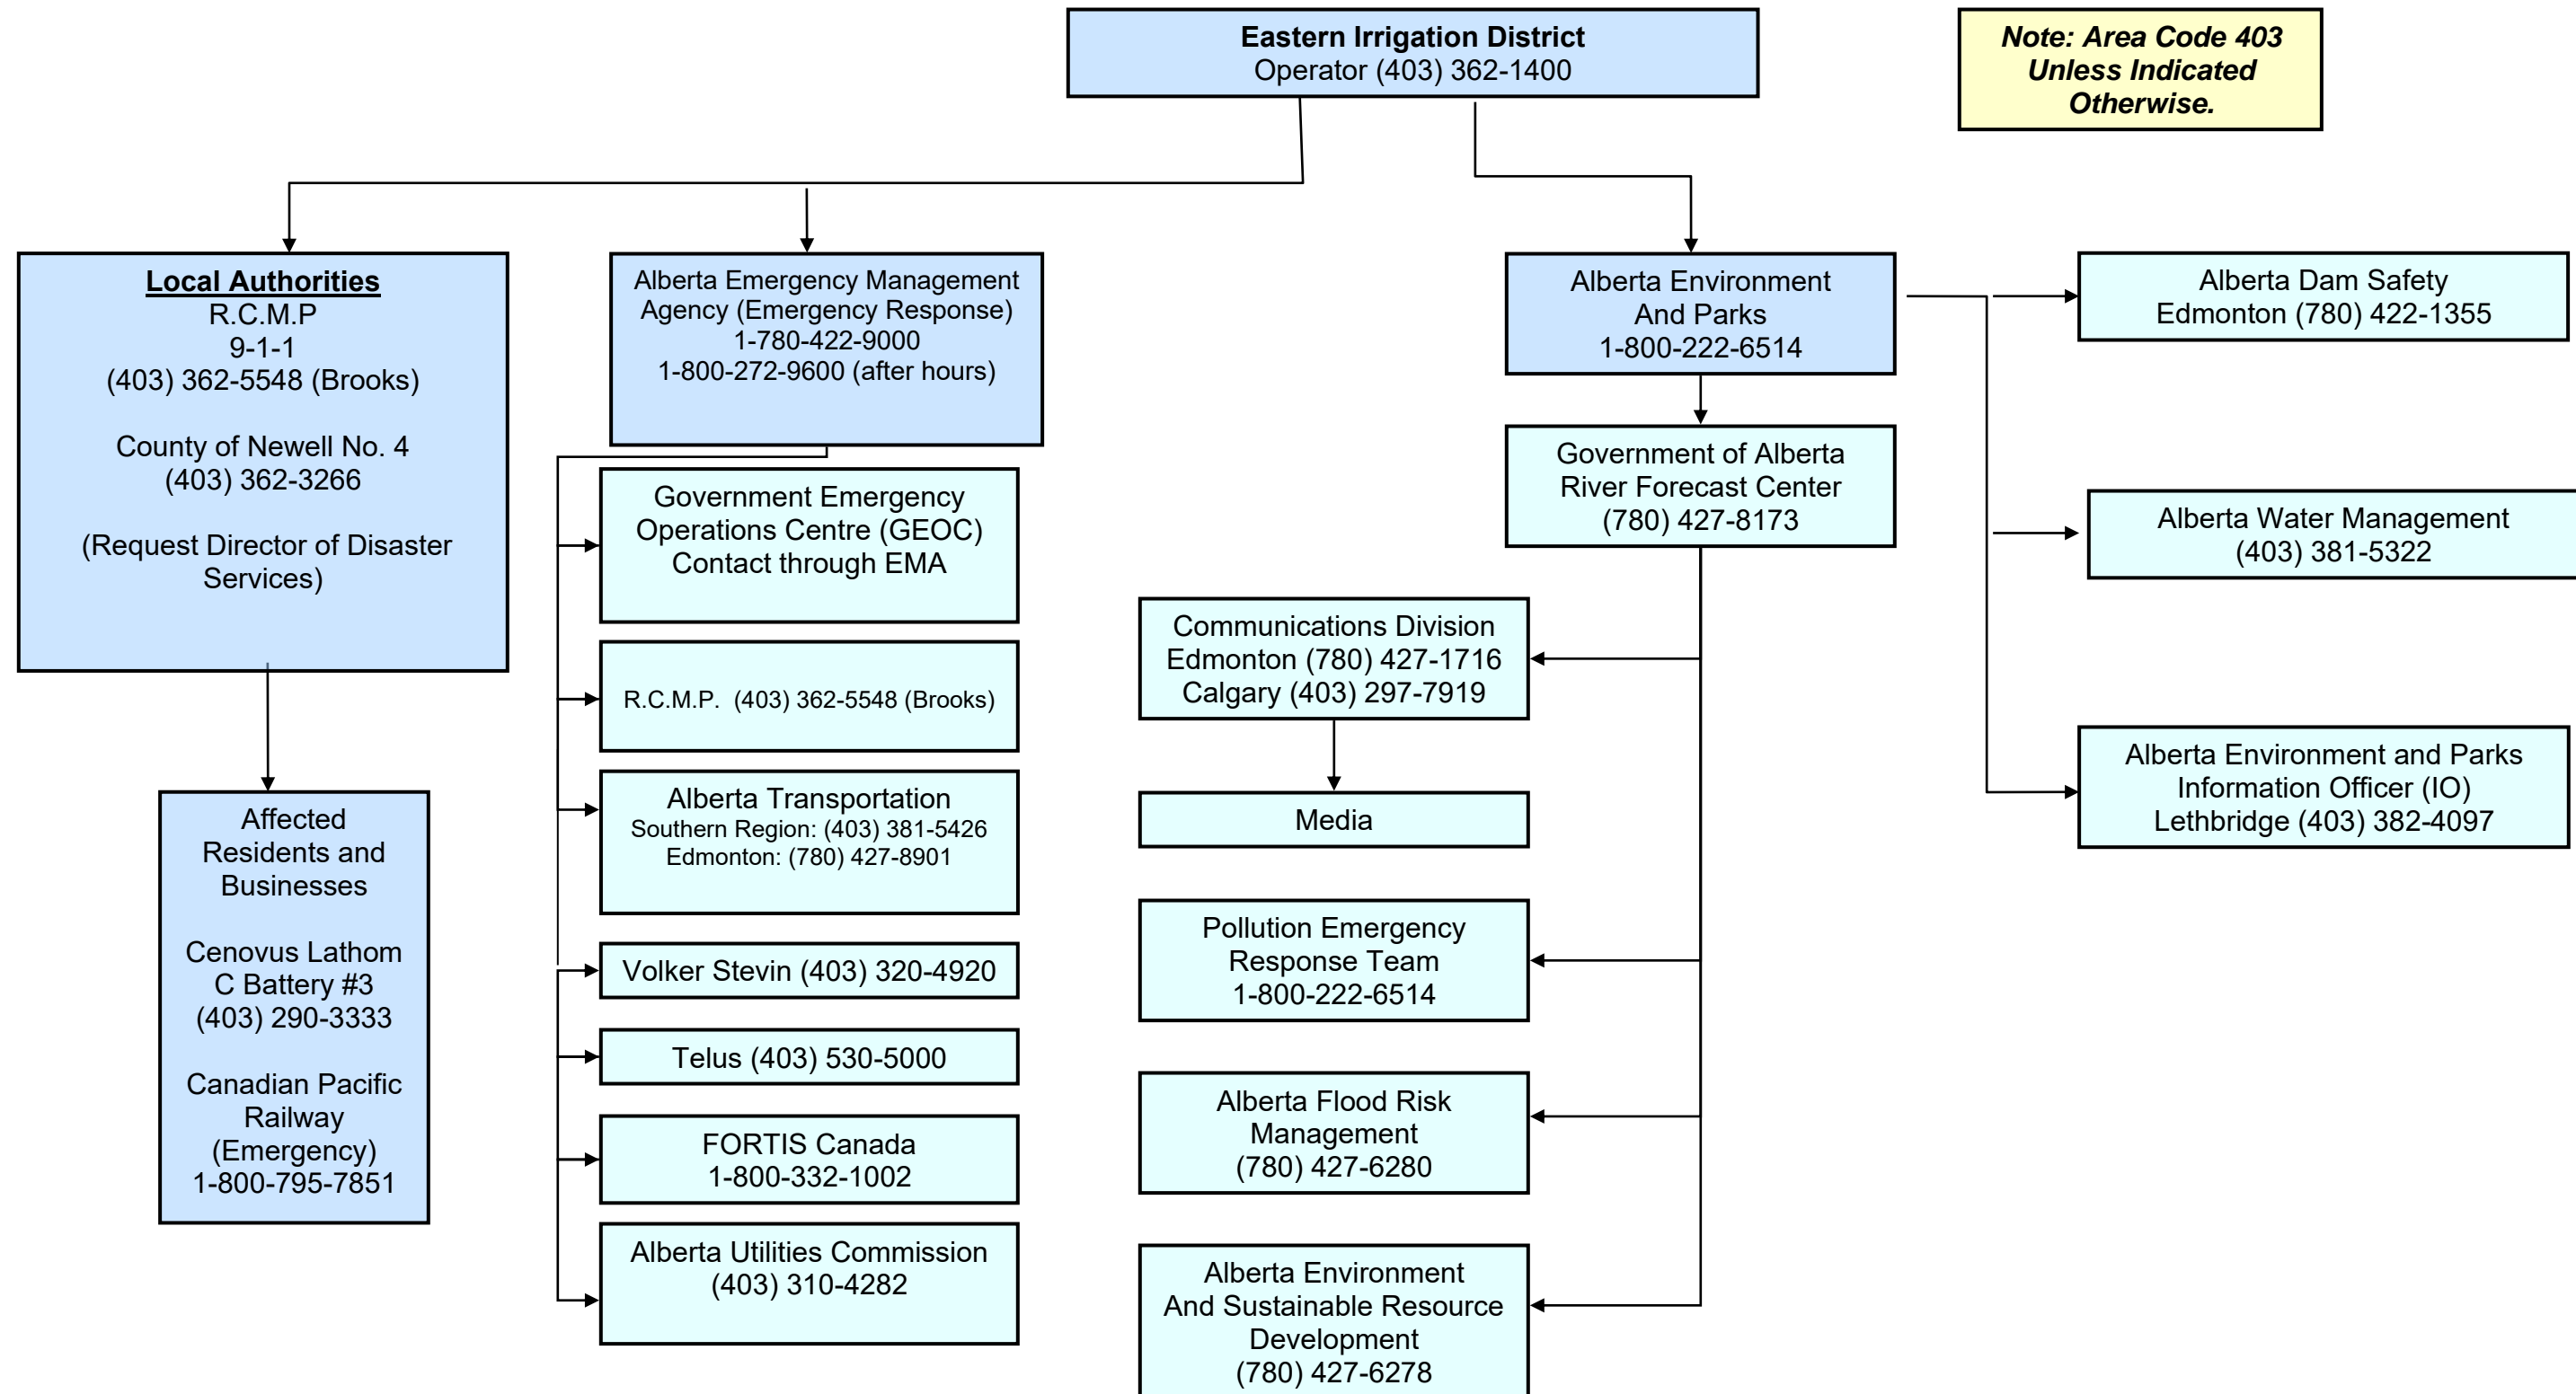 Eastern Irrigation District
Operator (403) 362-1400
Note: Area Code 403
Unless Indicated
Otherwise.
Local Authorities
R.C.M.P
9-1-1
(403) 362-5548 (Brooks)
County of Newell No. 4
(403) 362-3266
(Request Director of Disaster
Services)
Affected
Residents and
Businesses
Cenovus Lathom
C Battery #3
(403) 290-3333
Canadian Pacific
Railway
(Emergency)
1-800-795-7851
Alberta Emergency Management
Agency (Emergency Response)
1-780-422-9000
1-800-272-9600 (after hours)
Government Emergency
Operations Centre (GEOC)
Contact through EMA
R.C.M.P.  (403) 362-5548 (Brooks)
Alberta Transportation
Southern Region: (403) 381-5426
Edmonton: (780) 427-8901
Volker Stevin (403) 320-4920
Telus (403) 530-5000
FORTIS Canada
1-800-332-1002
Alberta Utilities Commission
(403) 310-4282
Alberta Environment
And Parks
1-800-222-6514
Government of Alberta
River Forecast Center
(780) 427-8173
Communications Division
Edmonton (780) 427-1716
Calgary (403) 297-7919
Media
Pollution Emergency
Response Team
1-800-222-6514
Alberta Flood Risk
Management
(780) 427-6280
Alberta Environment
And Sustainable Resource
Development
(780) 427-6278
Alberta Dam Safety
Edmonton (780) 422-1355
Alberta Water Management
(403) 381-5322
Alberta Environment and Parks
Information Officer (IO)
Lethbridge (403) 382-4097